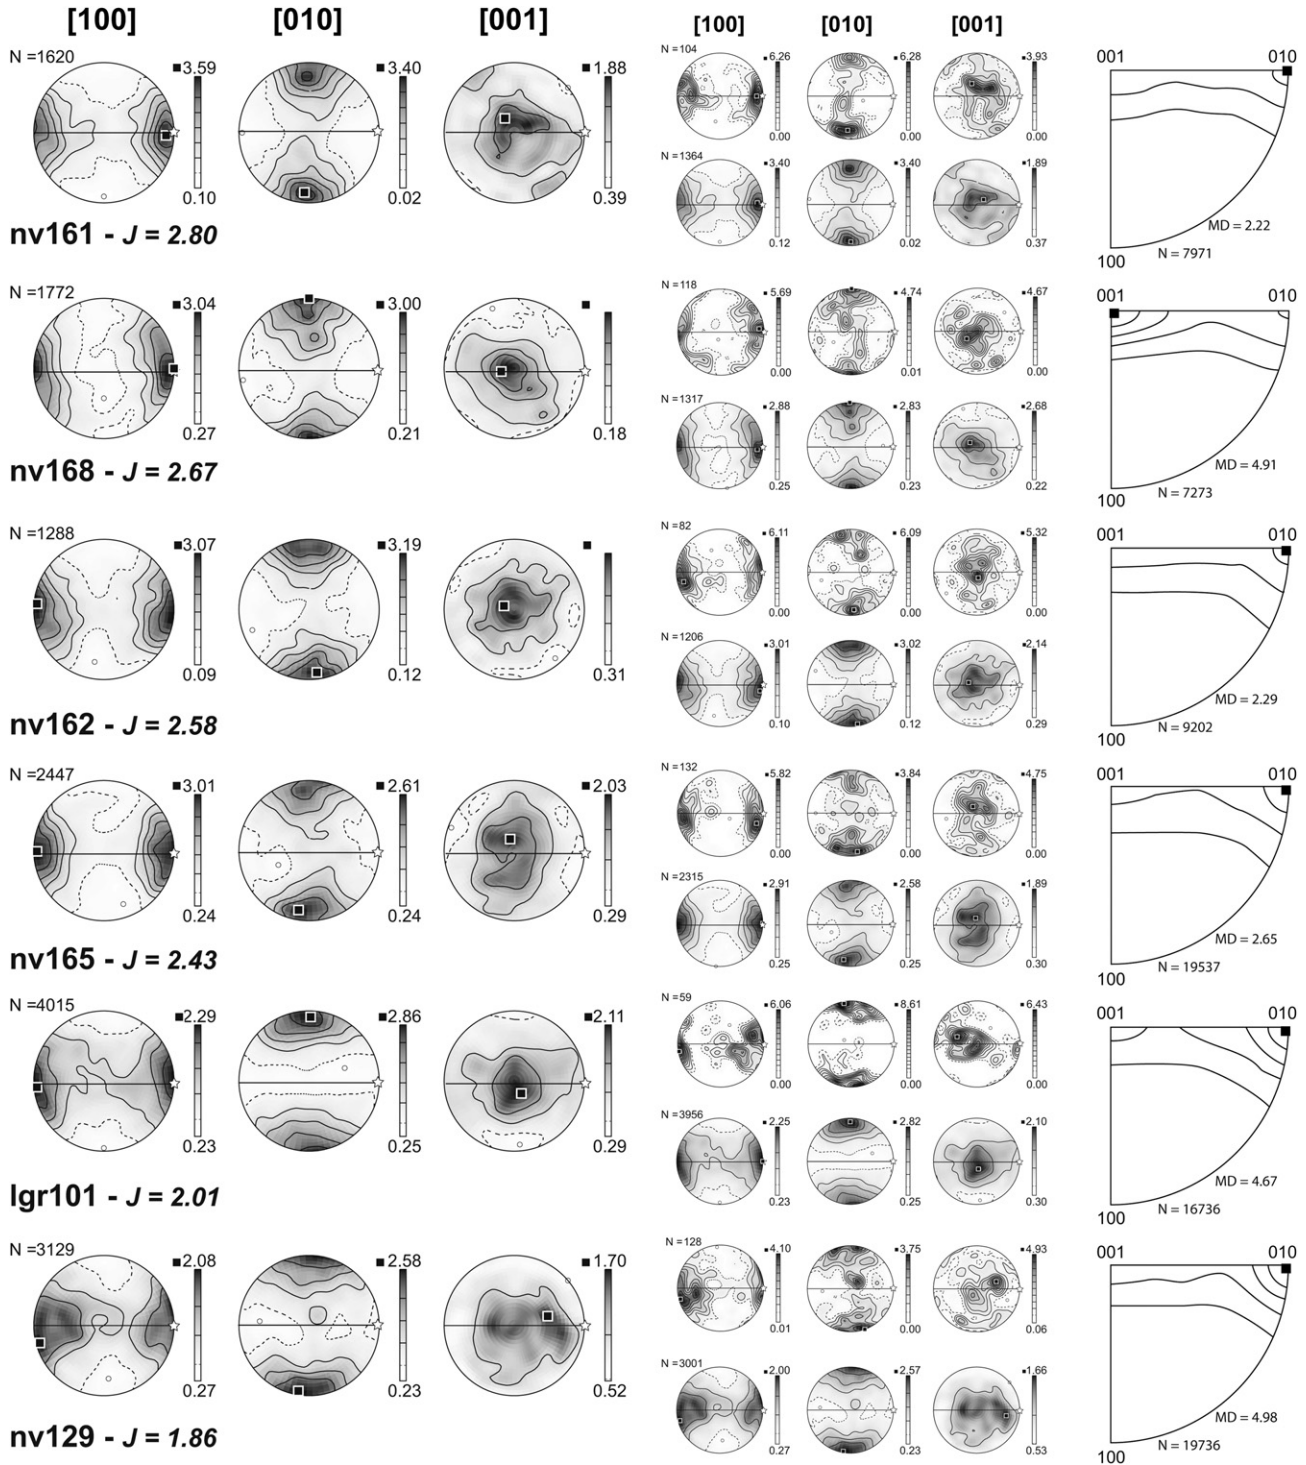 [100] [010] [001] [100] [010] [001]
N =1620 3.59 3.40 1.88
0.10 0.02 0.39
nv161 - J = 2.80
N =104 6.26 6.28 3.93
0.00 0.00 0.00
N =1364 3.40 3.40 1.89
0.12 0.02 0.37
001 010
MD = 2.22
100 N = 7971
N =1772 3.04 3.00
0.27 0.21 0.18
nv168 - J = 2.67
N =118 5.69 4.74 4.67
0.00 0.01 0.00
N =1317 2.88 2.83 2.68
0.25 0.23 0.22
001 010
MD = 4.91
100 N = 7273
N =1288 3.07 3.19
0.09 0.12 0.31
nv162 - J = 2.58
N =82 6.11 6.09 5.32
0.00 0.00 0.00
N =1206 3.01 3.02 2.14
0.10 0.12 0.29
001 010
MD = 2.29
100 N = 9202
N =2447 3.01 2.61 2.03
0.24 0.24 0.29
nv165 - J = 2.43
N =132 5.82 3.84 4.75
0.00 0.00 0.00
N =2315 2.91 2.58 1.89
0.25 0.25 0.30
001 010
MD = 2.65
100 N = 19537
N =4015 2.29 2.86 2.11
0.23 0.25 0.29
lgr101 - J = 2.01
N =59 6.06 8.61 6.43
0.00 0.00 0.00
N =3956 2.25 2.82 2.10
0.23 0.25 0.30
001 010
MD = 4.67
100 N = 16736
N =3129 2.08 2.58 1.70
0.27 0.23 0.52
nv129 - J = 1.86
N =128 4.10 3.75 4.93
0.01 0.00 0.06
N =3001 2.00 2.57 1.66
0.27 0.23 0.53
001 010
MD = 4.98
100 N = 19736